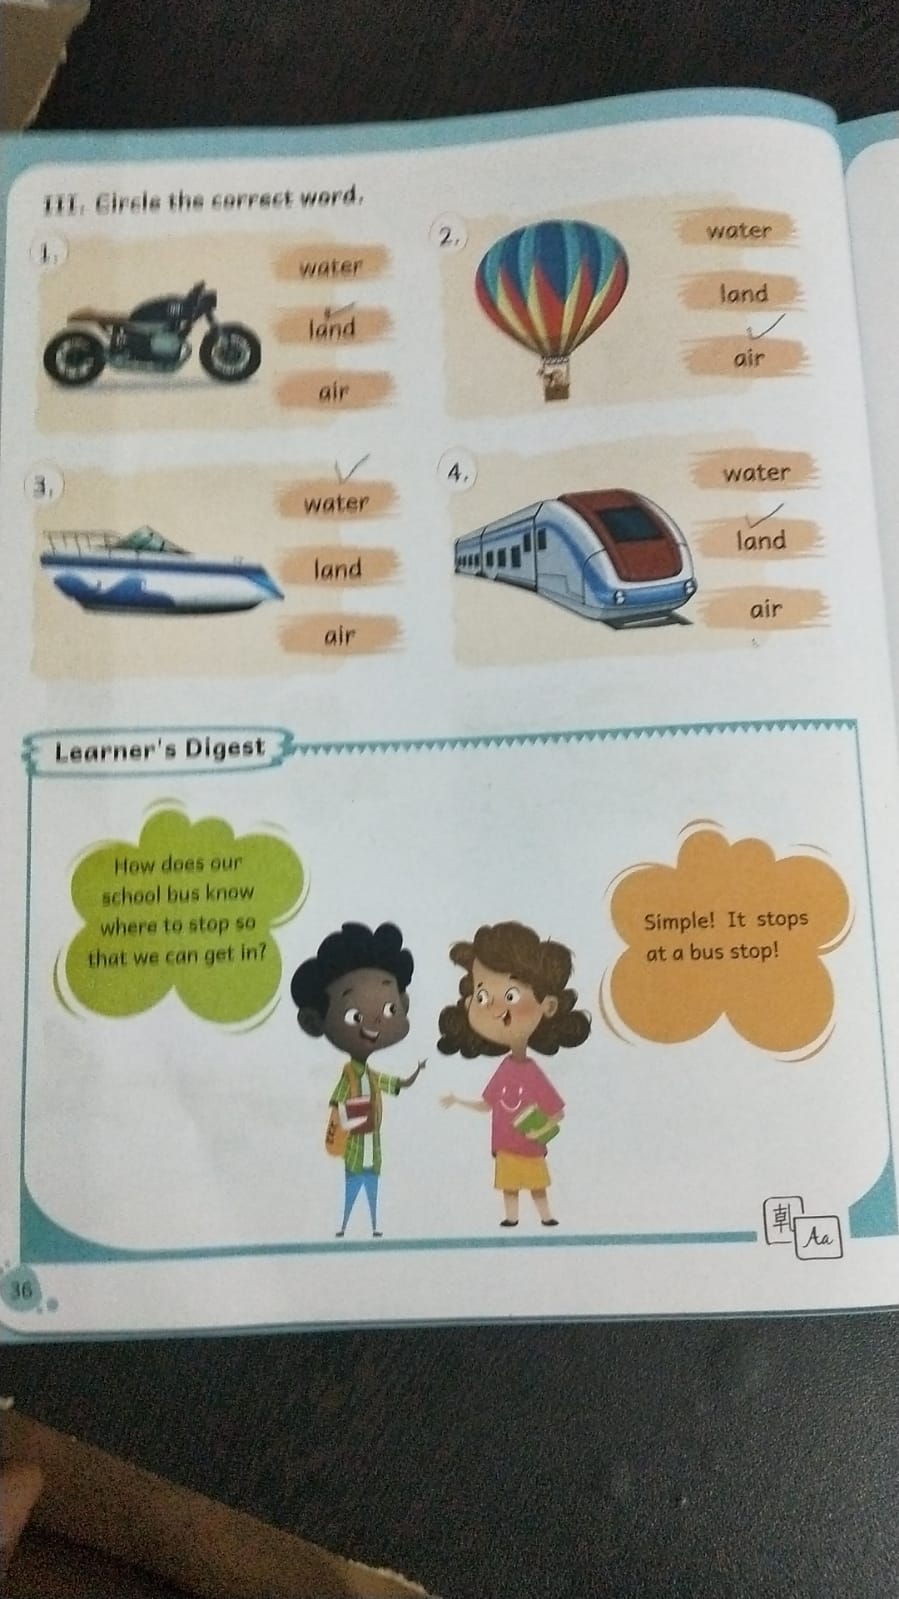 III. Circle the correct word.
1.
water
land
air
2.
water
land
air
3.
water
land
air
4.
water
land
air
Learner's Digest
How does our
school bus know
where to stop so
that we can get in?
Simple! It stops
at a bus stop!
Aa
36